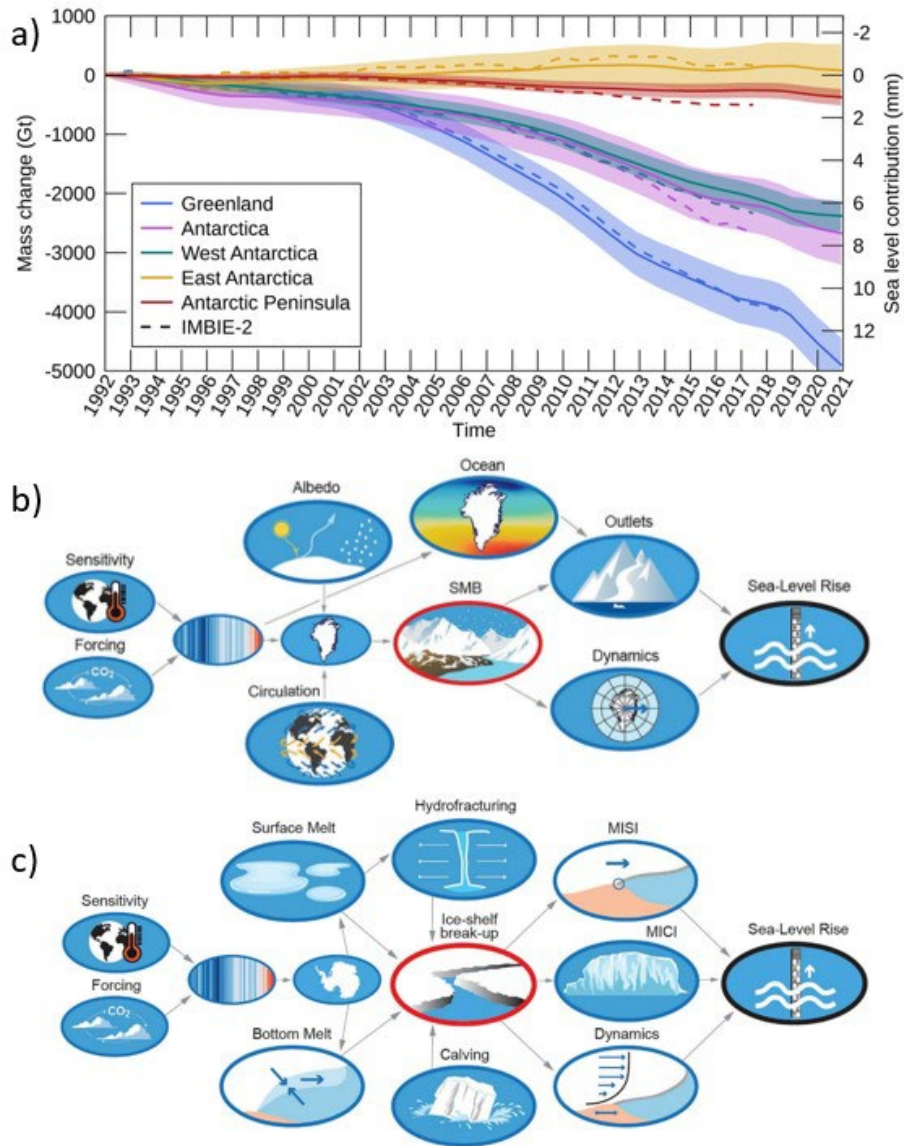 a)
1000
0
-1000
-2000
-3000
-4000
-5000
Mass change (Gt)
-2
0
2
4
6
8
10
12
Sea level contribution (mm)
Greenland
Antarctica
West Antarctica
East Antarctica
Antarctic Peninsula
IMBIE-2
1992
1993
1994
1995
1996
1997
1998
1999
2000
2001
2002
2003
2004
2005
2006
2007
2008
2009
2010
2011
2012
2013
2014
2015
2016
2017
2018
2019
2020
2021
Time
b)
Ocean
Albedo
Outlets
Sensitivity
SMB
Sea-Level Rise
Forcing
CO2
Dynamics
Circulation
c)
Hydrofracturing
Surface Melt
MISI
Sensitivity
Ice-shelf
break-up
Sea-Level Rise
MICI
Forcing
CO2
Bottom Melt
Calving
Dynamics